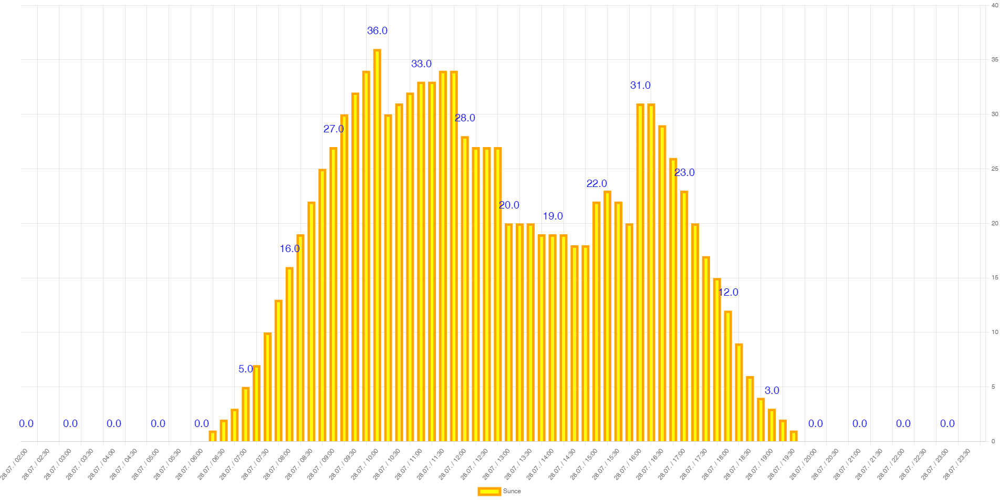 40
36.0
35
33.0
31.0
30
28.0
27.0
25
23.0
22.0
20.0
20
19.0
16.0
15
12.0
10
5.0
5
3.0
0.0 0.0 0.0 0.0 0.0 0.0 0.0 0.0 0.0
0
28.07. / 02:00
28.07. / 02:30
28.07. / 03:00
28.07. / 03:30
28.07. / 04:00
28.07. / 04:30
28.07. / 05:00
28.07. / 05:30
28.07. / 06:00
28.07. / 06:30
28.07. / 07:00
28.07. / 07:30
28.07. / 08:00
28.07. / 08:30
28.07. / 09:00
28.07. / 09:30
28.07. / 10:00
28.07. / 10:30
28.07. / 11:00
28.07. / 11:30
28.07. / 12:00
28.07. / 12:30
28.07. / 13:00
28.07. / 13:30
28.07. / 14:00
28.07. / 14:30
28.07. / 15:00
28.07. / 15:30
28.07. / 16:00
28.07. / 16:30
28.07. / 17:00
28.07. / 17:30
28.07. / 18:00
28.07. / 18:30
28.07. / 19:00
28.07. / 19:30
28.07. / 20:00
28.07. / 20:30
28.07. / 21:00
28.07. / 21:30
28.07. / 22:00
28.07. / 22:30
28.07. / 23:00
28.07. / 23:30
Sunce